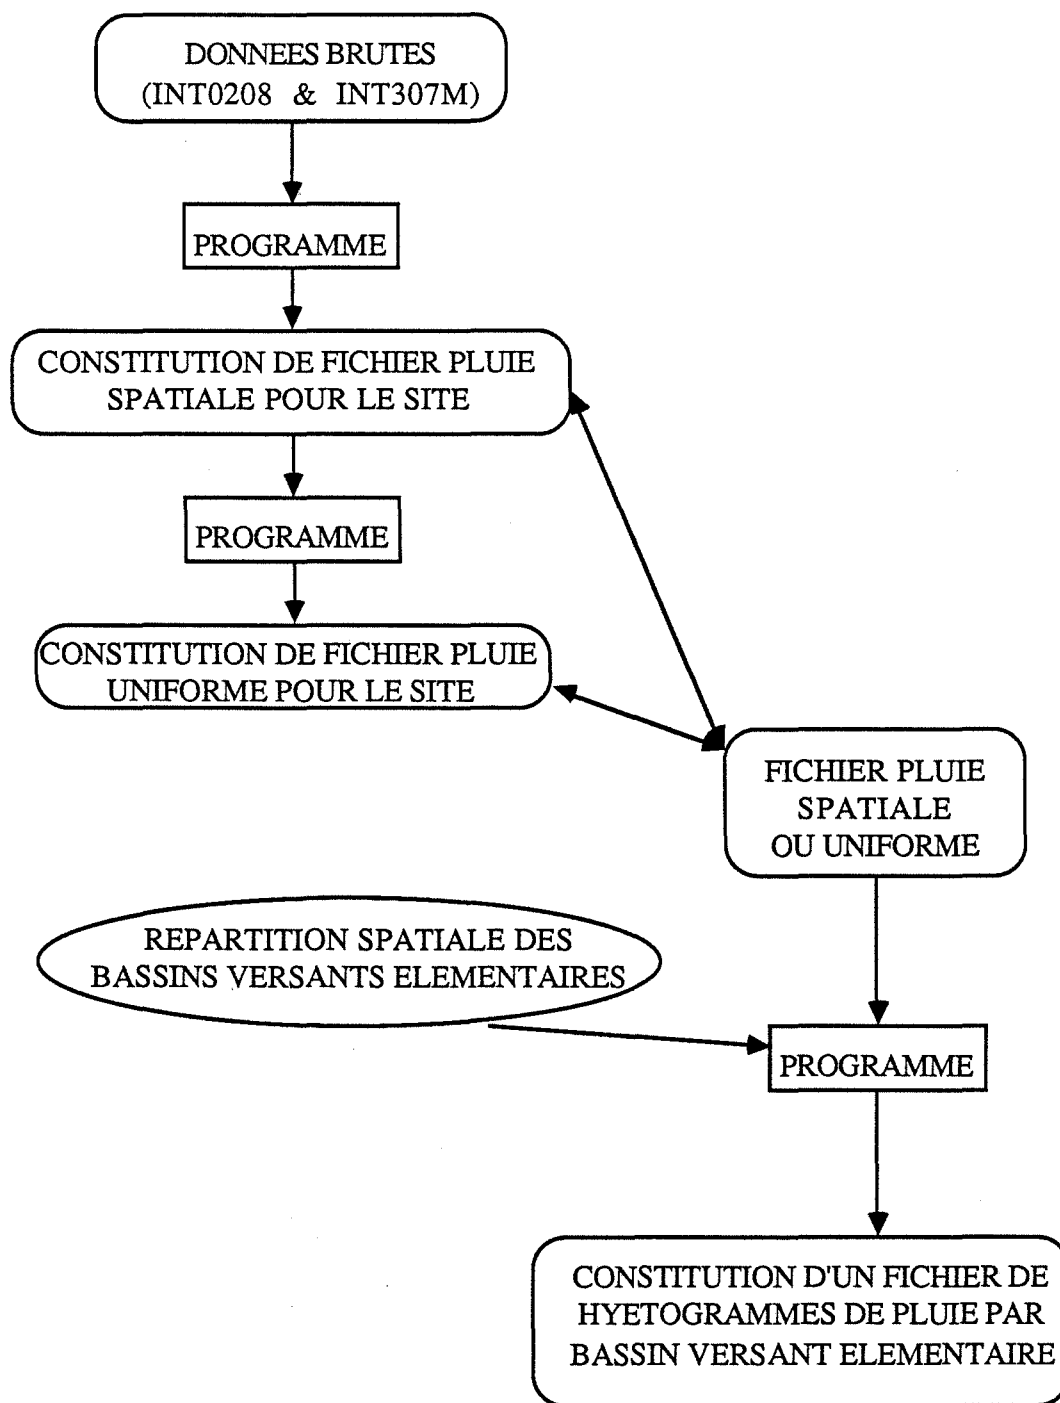 DONNEES BRUTES
(INT0208 & INT307M)
PROGRAMME
CONSTITUTION DE FICHIER PLUIE
SPATIALE POUR LE SITE
PROGRAMME
CONSTITUTION DE FICHIER PLUIE
UNIFORME POUR LE SITE
FICHIER PLUIE
SPATIALE
OU UNIFORME
REPARTITION SPATIALE DES
BASSINS VERSANTS ELEMENTAIRES
PROGRAMME
CONSTITUTION D'UN FICHIER DE
HYETOGRAMMES DE PLUIE PAR
BASSIN VERSANT ELEMENTAIRE